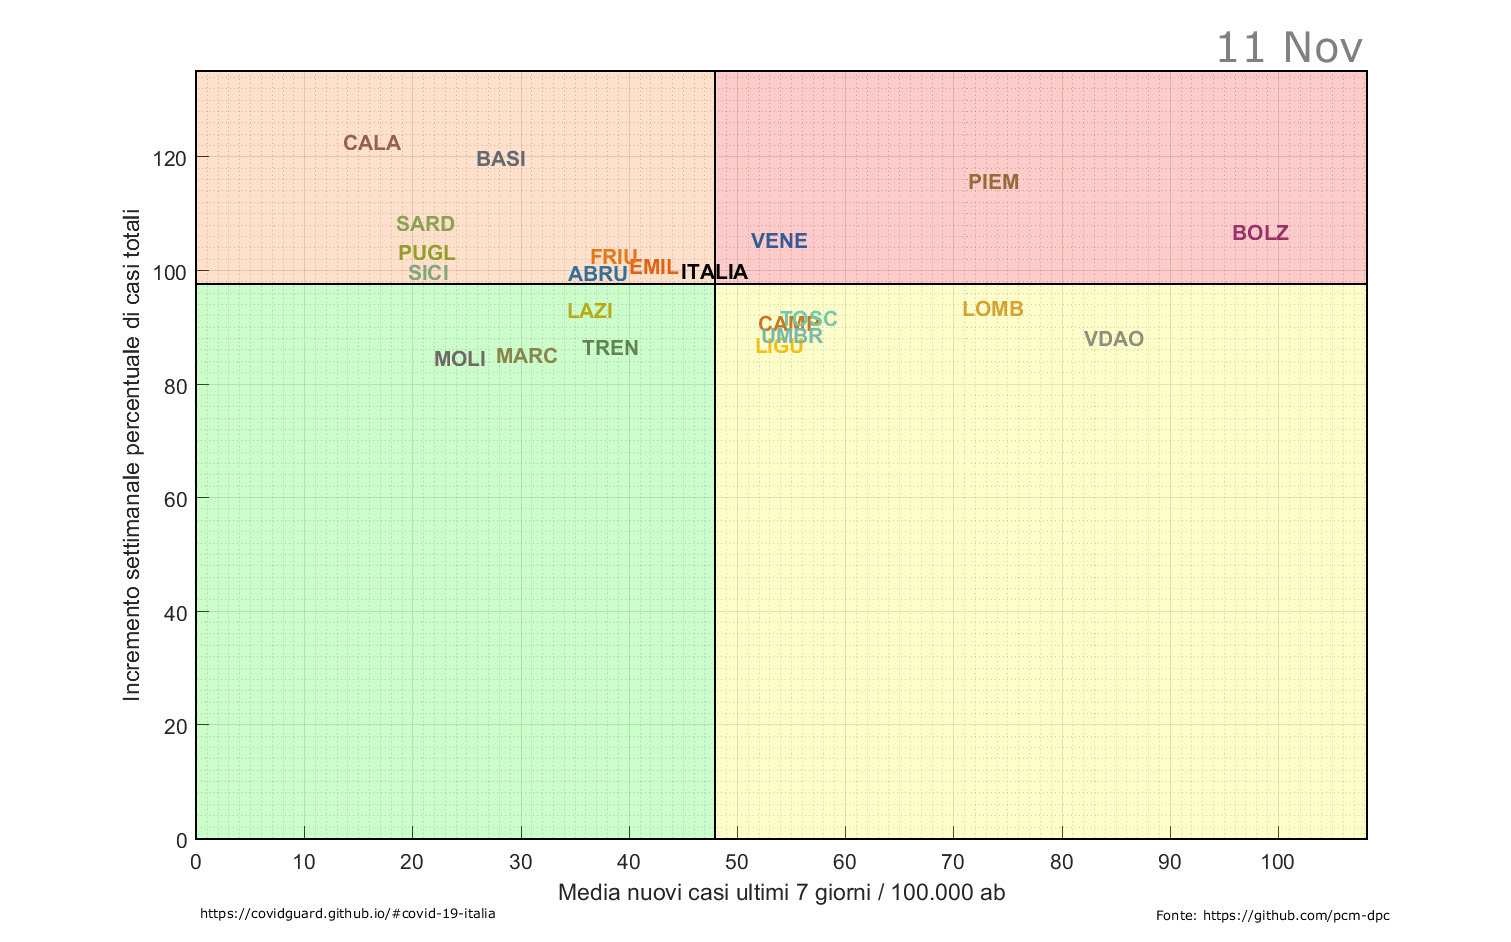 11 Nov
Incremento settimanale percentuale di casi totali
120
100
80
60
40
20
0
CALA
BASI
PIEM
SARD
BOLZ
VENE
PUGL
FRIU
EMIL
ITALIA
SICI
ABRU
LAZI
LOMB
TOSC
CAMP
UMBR
VDAO
LIGU
TREN
MARC
MOLI
0 10 20 30 40 50 60 70 80 90 100
Media nuovi casi ultimi 7 giorni / 100.000 ab
https://covidguard.github.io/#covid-19-italia
Fonte: https://github.com/pcm-dpc